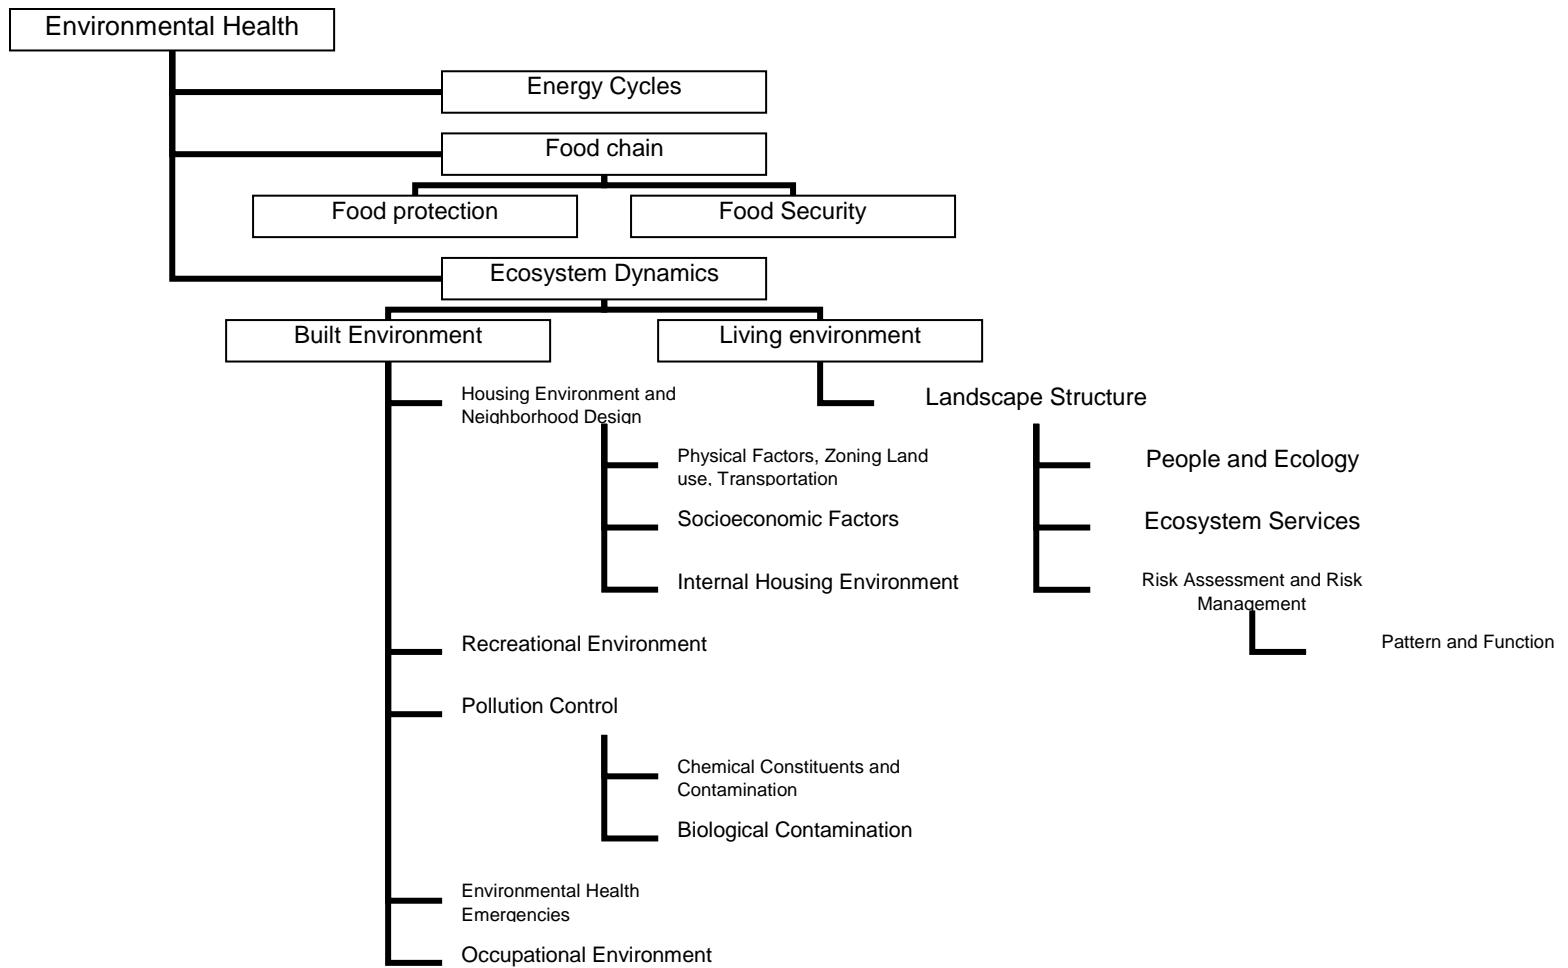 Environmental Health
Energy Cycles
Food chain
Food protection
Food Security
Ecosystem Dynamics
Built Environment
Living environment
Housing Environment and
Neighborhood Design
Landscape Structure
Physical Factors, Zoning Land
use, Transportation
People and Ecology
Socioeconomic Factors
Ecosystem Services
Internal Housing Environment
Risk Assessment and Risk
Management
Recreational Environment
Pattern and Function
Pollution Control
Chemical Constituents and
Contamination
Biological Contamination
Environmental Health
Emergencies
Occupational Environment